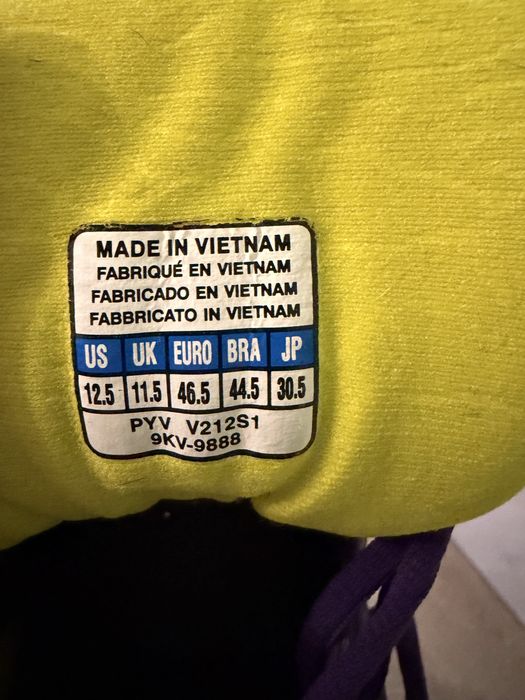 MADE IN VIETNAM
FABRIQUÉ EN VIETNAM
FABRICADO EN VIETNAM
FABBRICATO IN VIETNAM
US UK EURO BRA JP
12.5 11.5 46.5 44.5 30.5
PYV V212S1
9KV-9888